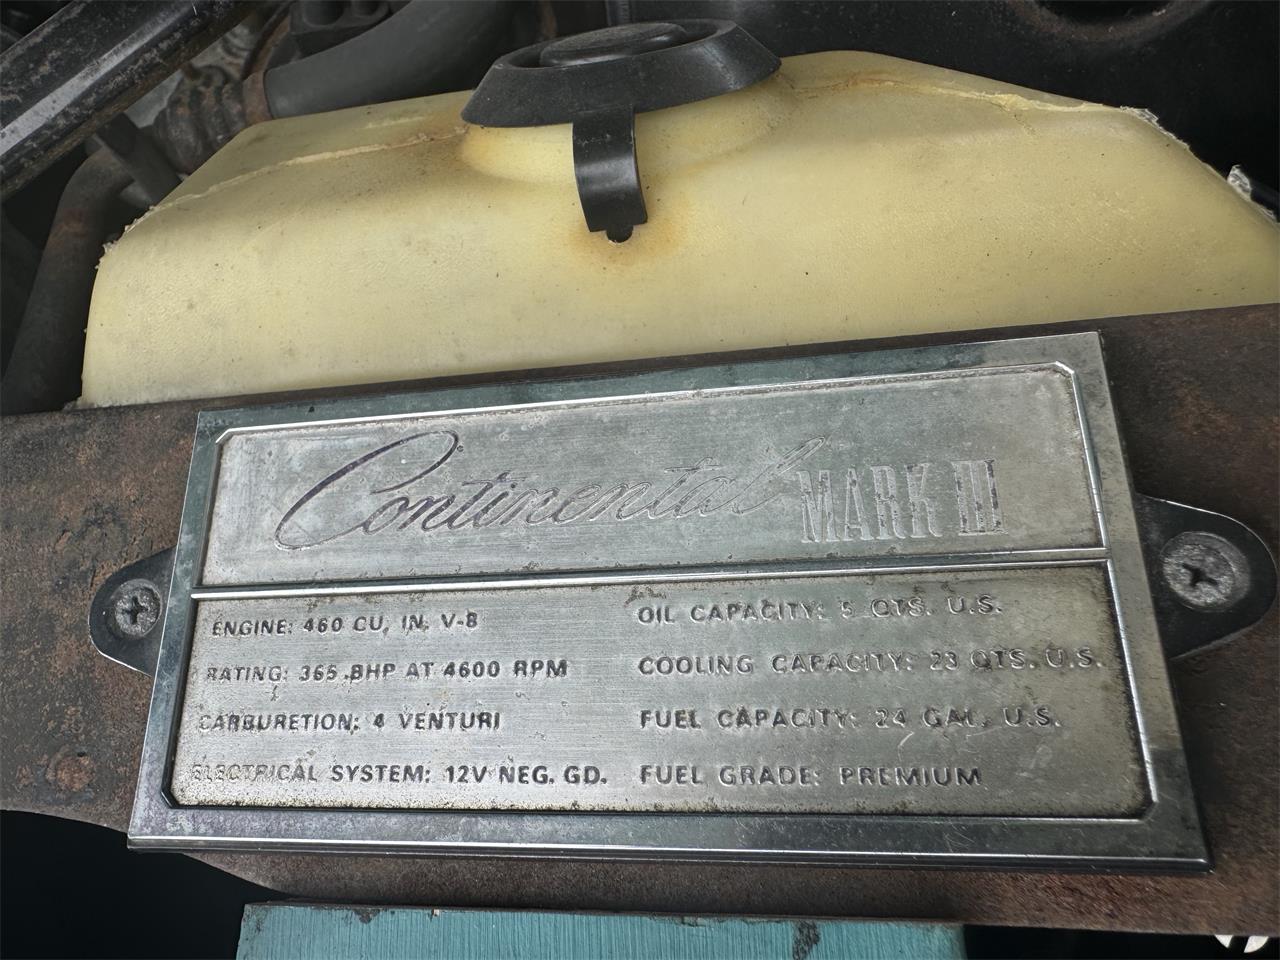 Continental MARK III
ENGINE: 460 CU. IN. V-8
RATING: 365 BHP AT 4600 RPM
CARBURETION: 4 VENTURI
ELECTRICAL SYSTEM: 12V NEG. GD.
OIL CAPACITY: 5 QTS. U.S.
COOLING CAPACITY: 23 QTS. U.S.
FUEL CAPACITY: 24 GAL. U.S.
FUEL GRADE: PREMIUM